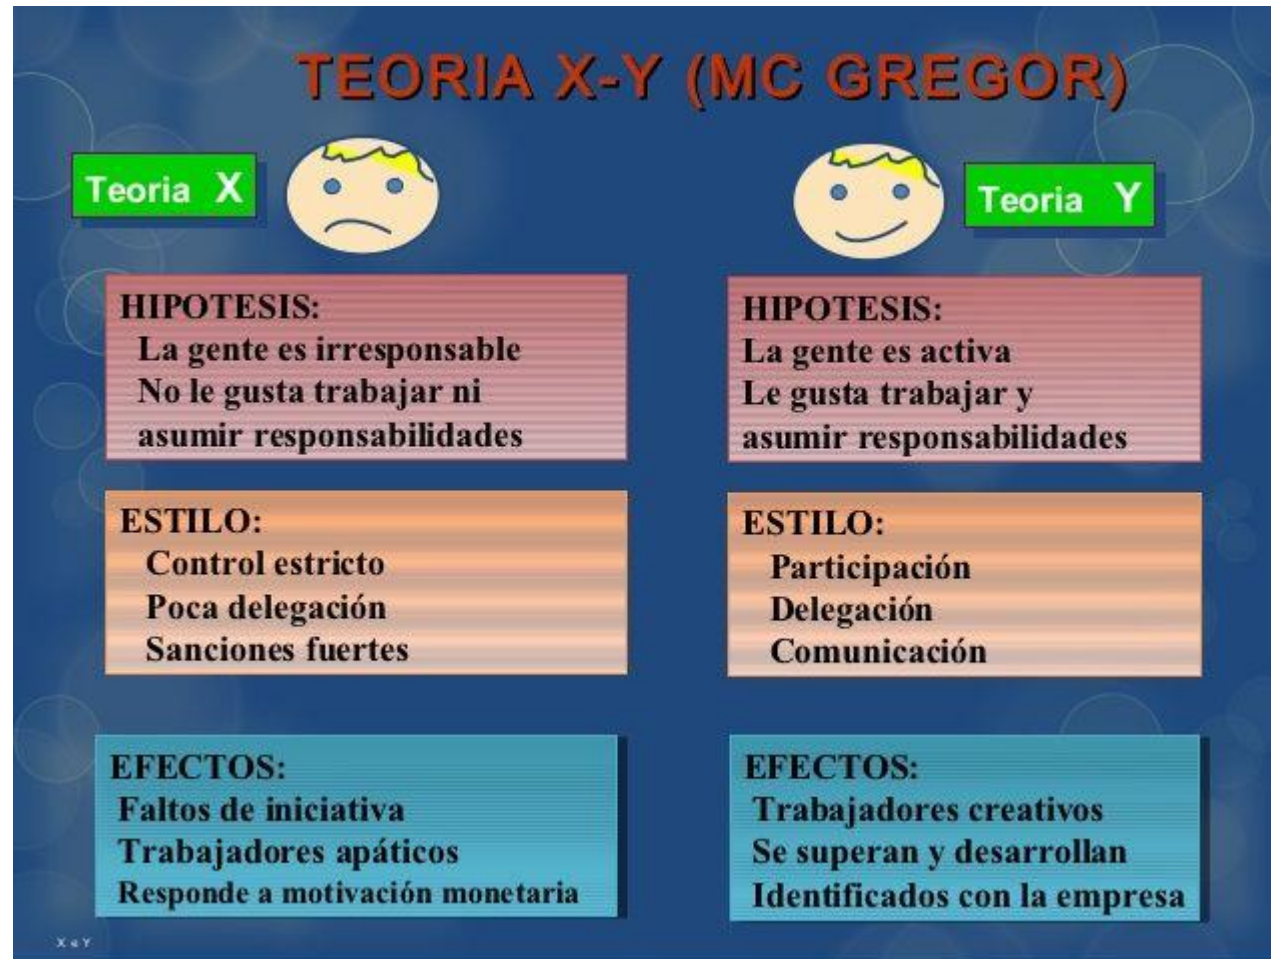 TEORIA X-Y (MC GREGOR)
Teoria X
HIPOTESIS:
La gente es irresponsable
No le gusta trabajar ni
asumir responsabilidades
ESTILO:
Control estricto
Poca delegación
Sanciones fuertes
EFECTOS:
Faltos de iniciativa
Trabajadores apáticos
Responde a motivación monetaria
Teoria Y
HIPOTESIS:
La gente es activa
Le gusta trabajar y
asumir responsabilidades
ESTILO:
Participación
Delegación
Comunicación
EFECTOS:
Trabajadores creativos
Se superan y desarrollan
Identificados con la empresa
X e Y